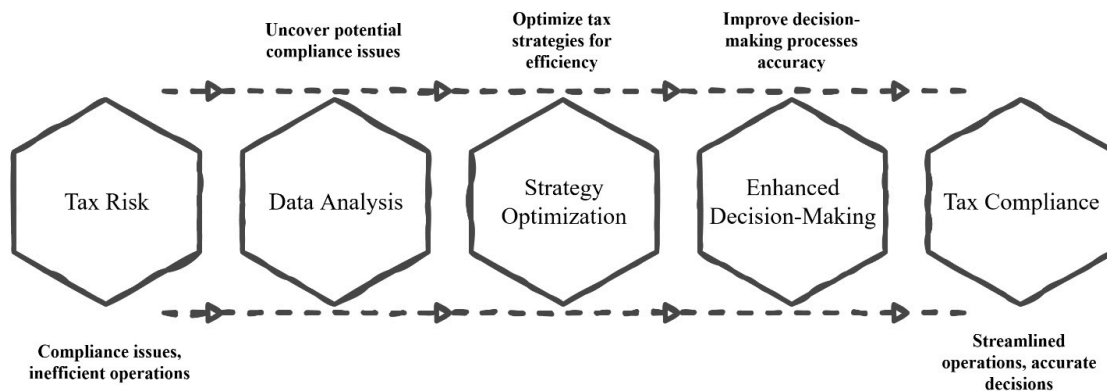 Uncover potential
compliance issues
Optimize tax
strategies for
efficiency
Improve decision-
making processes
accuracy
Tax Risk
Data Analysis
Strategy
Optimization
Enhanced
Decision-Making
Tax Compliance
Compliance issues,
inefficient operations
Streamlined
operations, accurate
decisions